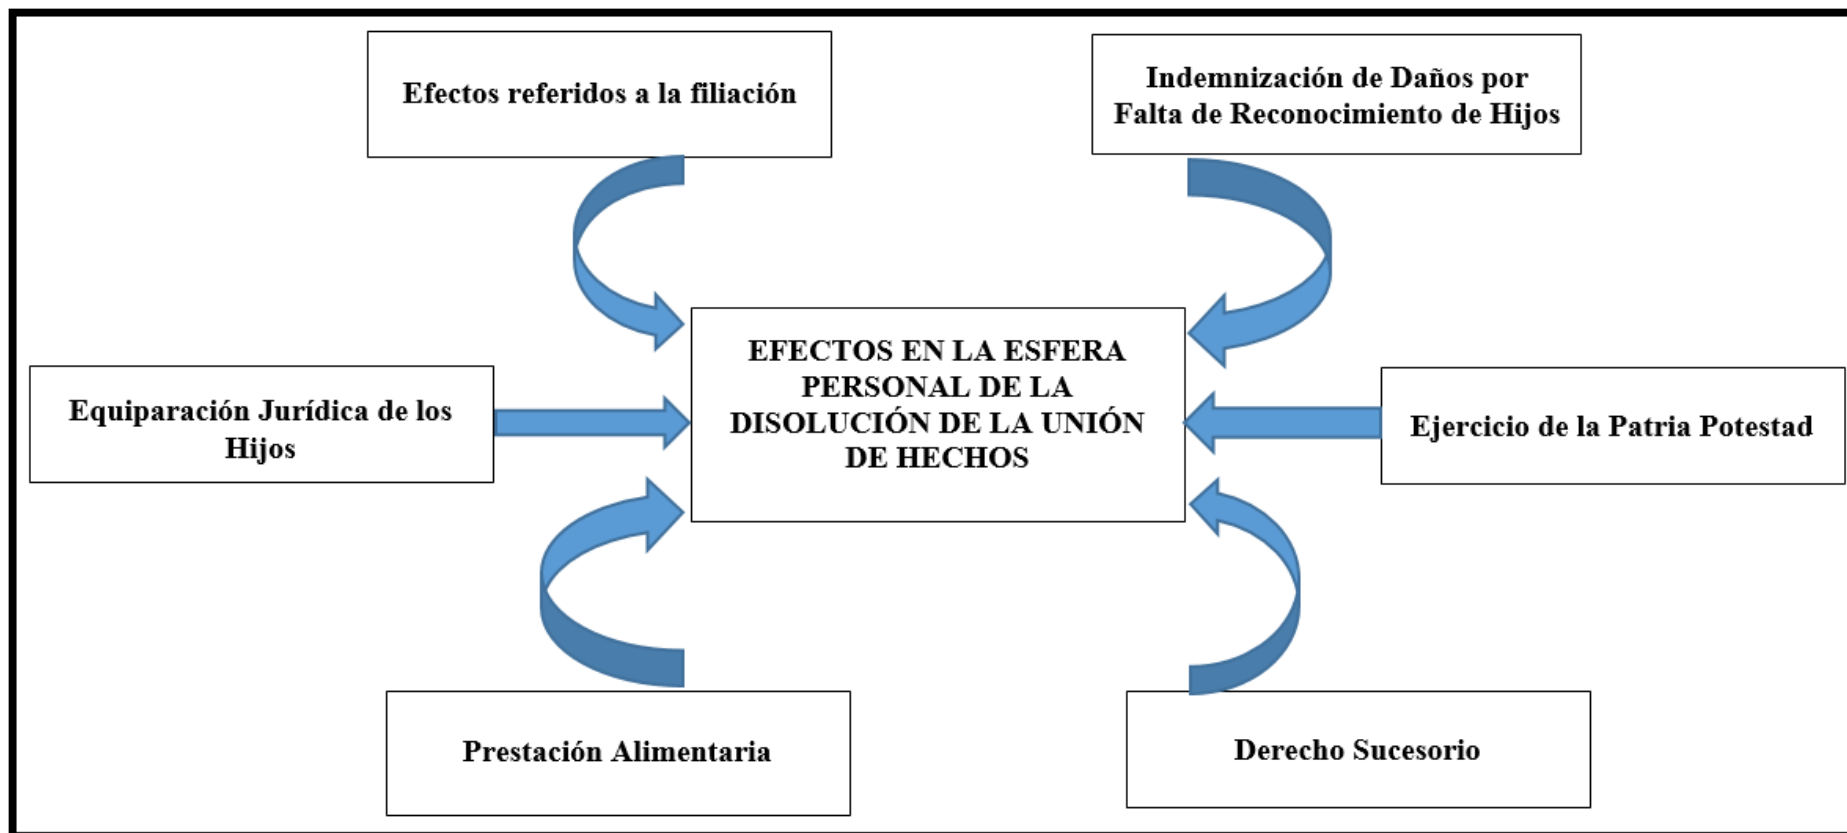 Efectos referidos a la filiación
Indemnización de Daños por
Falta de Reconocimiento de Hijos
EFECTOS EN LA ESFERA
PERSONAL DE LA
DISOLUCIÓN DE LA UNIÓN
DE HECHOS
Equiparación Jurídica de los
Hijos
Ejercicio de la Patria Potestad
Prestación Alimentaria
Derecho Sucesorio